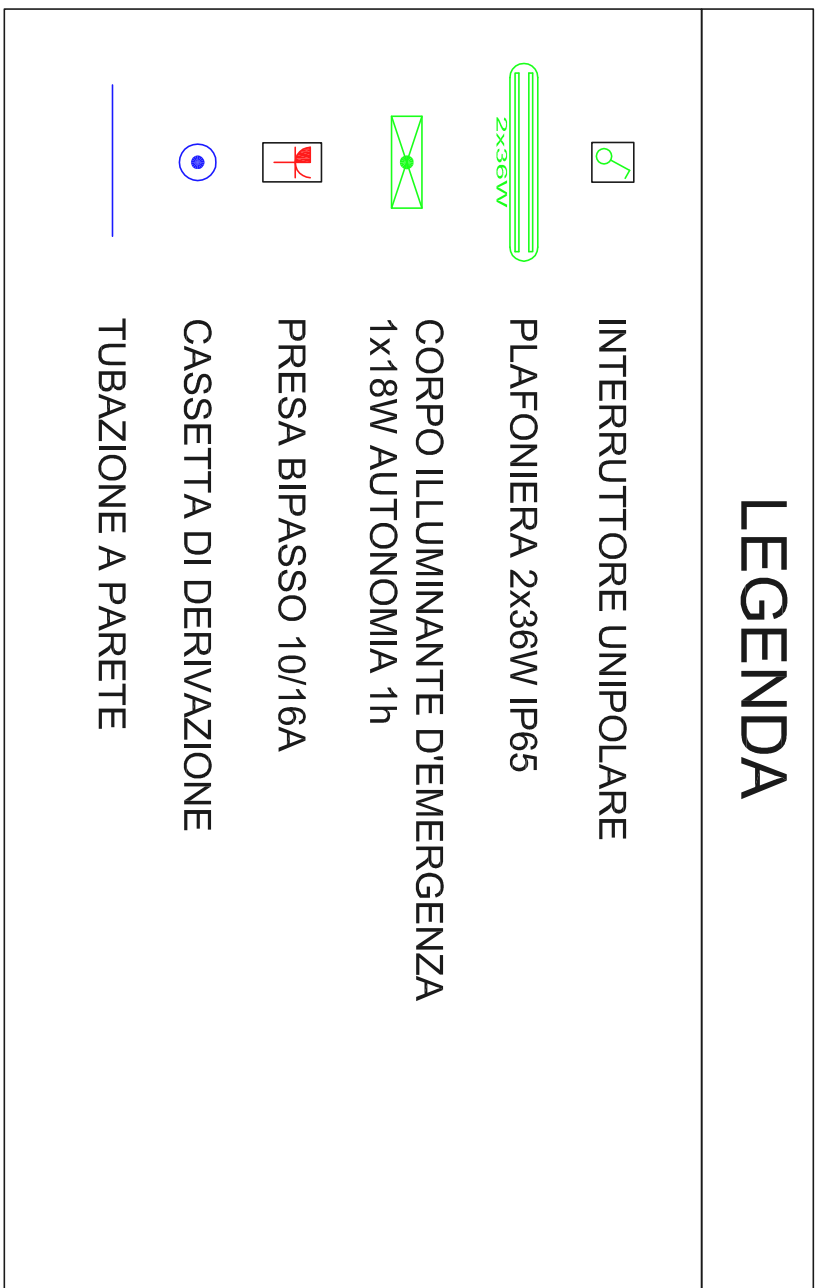 LEGENDA
INTERRUTTORE UNIPOLARE
2x36W
PLAFONIERA 2x36W IP65
CORPO ILLUMINANTE D'EMERGENZA
1x18W AUTONOMIA 1h
PRESA BIPASSO 10/16A
CASSETTA DI DERIVAZIONE
TUBAZIONE A PARETE